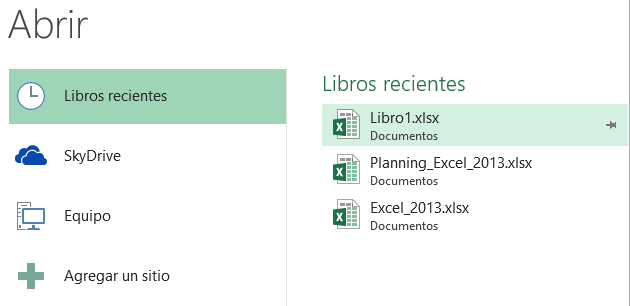 Abrir
Libros recientes
SkyDrive
Equipo
Agregar un sitio
Libros recientes
Libro1.xlsx
Documentos
Planning_Excel_2013.xlsx
Documentos
Excel_2013.xlsx
Documentos